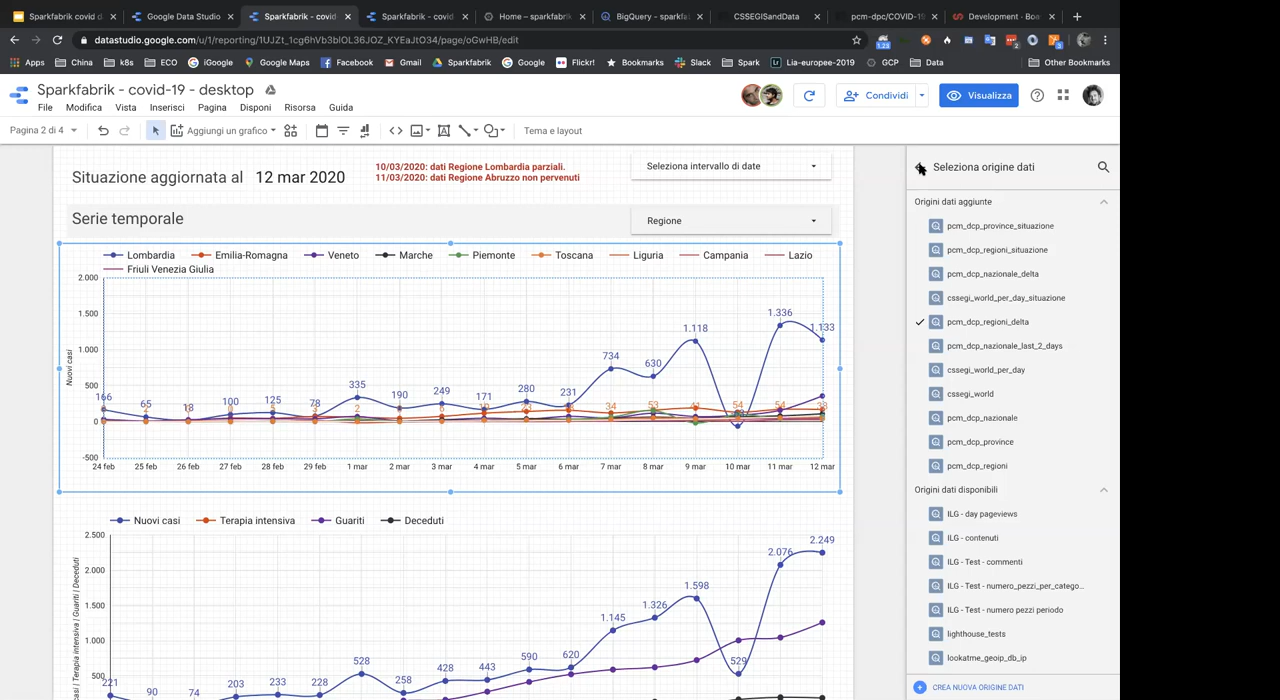 Sparkfabrik covid d
Google Data Studio
Sparkfabrik - covid
Sparkfabrik - covid
Home – sparkfabrik
BigQuery - sparkfa
CSSEGISandData
pcm-dpc/COVID-19
Development - Boa
datastudio.google.com/u/1/reporting/1UJZt_1cg6hVb3blOL36JOZ_KYEaJtO34/page/oGwHB/edit
Apps China k8s ECO iGoogle Google Maps Facebook Gmail Sparkfabrik Google Flickr! Bookmarks Slack Spark Lia-europee-2019 GCP Data Other Bookmarks
Sparkfabrik - covid-19 - desktop
File Modifica Vista Inserisci Pagina Disponi Risorsa Guida
Condividi
Visualizza
Pagina 2 di 4
Aggiungi un grafico
Tema e layout
Situazione aggiornata al 12 mar 2020
10/03/2020: dati Regione Lombardia parziali.
11/03/2020: dati Regione Abruzzo non pervenuti
Seleziona intervallo di date
Serie temporale
Regione
Lombardia Emilia-Romagna Veneto Marche Piemonte Toscana Liguria Campania Lazio
Friuli Venezia Giulia
Nuovi casi
2.000
1.500
1.000
500
0
-500
166 65 18 100 125 78 335 190 249 171 280 231 734 630 1.118 1.336 1.133
24 feb 25 feb 26 feb 27 feb 28 feb 29 feb 1 mar 2 mar 3 mar 4 mar 5 mar 6 mar 7 mar 8 mar 9 mar 10 mar 11 mar 12 mar
Nuovi casi Terapia intensiva Guariti Deceduti
casi | Terapia intensiva | Guariti | Deceduti
2.500
2.000
1.500
1.000
500
221 90 74 203 233 228 528 258 428 443 590 620 1.145 1.326 1.598 529 2.076 2.249
Seleziona origine dati
Origini dati aggiunte
pcm_dcp_province_situazione
pcm_dcp_regioni_situazione
pcm_dcp_nazionale_delta
cssegi_world_per_day_situazione
pcm_dcp_regioni_delta
pcm_dcp_nazionale_last_2_days
cssegi_world_per_day
cssegi_world
pcm_dcp_nazionale
pcm_dcp_province
pcm_dcp_regioni
Origini dati disponibili
ILG - day pageviews
ILG - contenuti
ILG - Test - commenti
ILG - Test - numero_pezzi_per_catego...
ILG - Test - numero pezzi periodo
lighthouse_tests
lookatme_geoip_db_ip
CREA NUOVA ORIGINE DATI